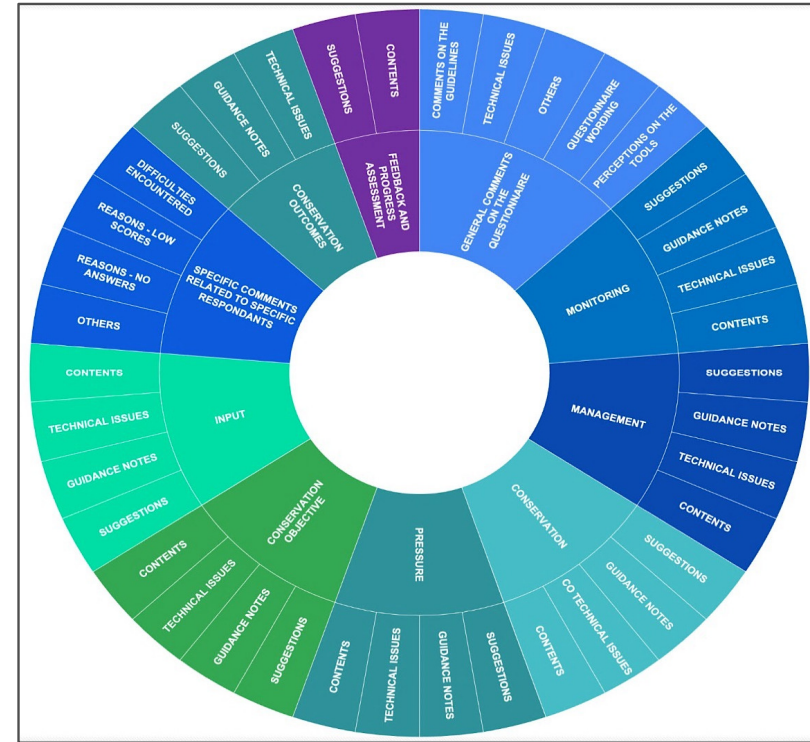 COMMENTS ON THE
GUIDELINES
TECHNICAL ISSUES
OTHERS
QUESTIONNAIRE
WORDING
PERCEPTIONS ON THE
TOOLS
GENERAL COMMENTS
ON THE
QUESTIONNAIRE
SUGGESTIONS
GUIDANCE NOTES
TECHNICAL ISSUES
CONTENTS
MONITORING
SUGGESTIONS
GUIDANCE NOTES
TECHNICAL ISSUES
CONTENTS
MANAGEMENT
SUGGESTIONS
GUIDANCE NOTES
CO TECHNICAL ISSUES
CONTENTS
CONSERVATION
SUGGESTIONS
GUIDANCE NOTES
TECHNICAL ISSUES
CONTENTS
PRESSURE
SUGGESTIONS
GUIDANCE NOTES
TECHNICAL ISSUES
CONTENTS
CONSERVATION
OBJECTIVE
SUGGESTIONS
GUIDANCE NOTES
TECHNICAL ISSUES
CONTENTS
INPUT
OTHERS
REASONS - NO
ANSWERS
REASONS - LOW
SCORES
DIFFICULTIES
ENCOUNTERED
SPECIFIC COMMENTS
RELATED TO SPECIFIC
RESPONDANTS
SUGGESTIONS
GUIDANCE NOTES
TECHNICAL ISSUES
CONSERVATION
OUTCOMES
SUGGESTIONS
CONTENTS
FEEDBACK AND
PROGRESS
ASSESSMENT